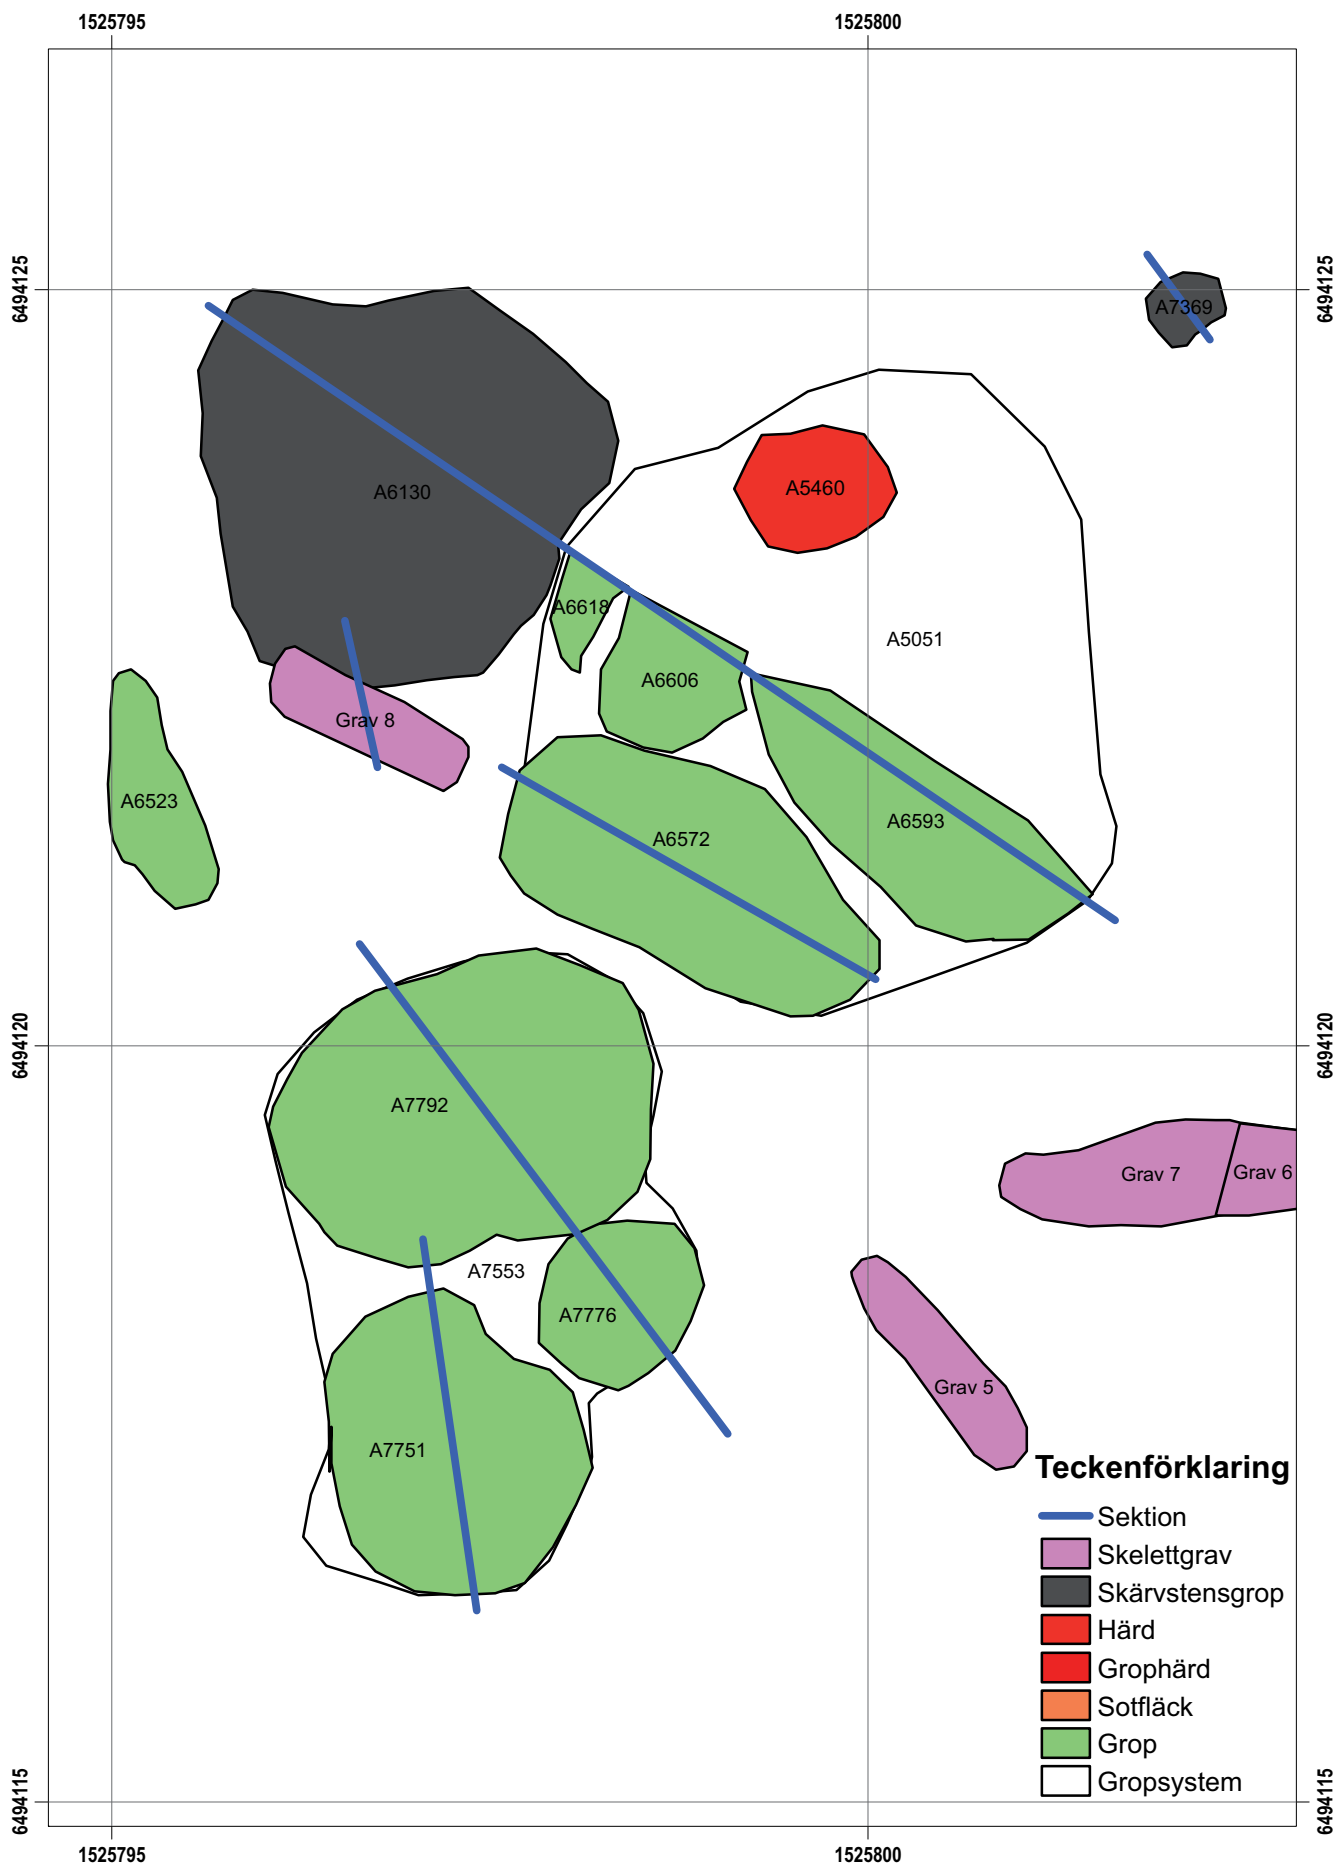 1525795
1525800
6494125
6494125
A7369
A6130
A5460
A6618
A5051
A6606
Grav 8
A6523
A6593
A6572
6494120
6494120
A7792
Grav 7
Grav 6
A7553
A7776
Grav 5
A7751
Teckenförklaring
Sektion
Skelettgrav
Skärvstensgrop
Härd
Grophärd
Sotfläck
Grop
Gropsystem
6494115
6494115
1525795
1525800